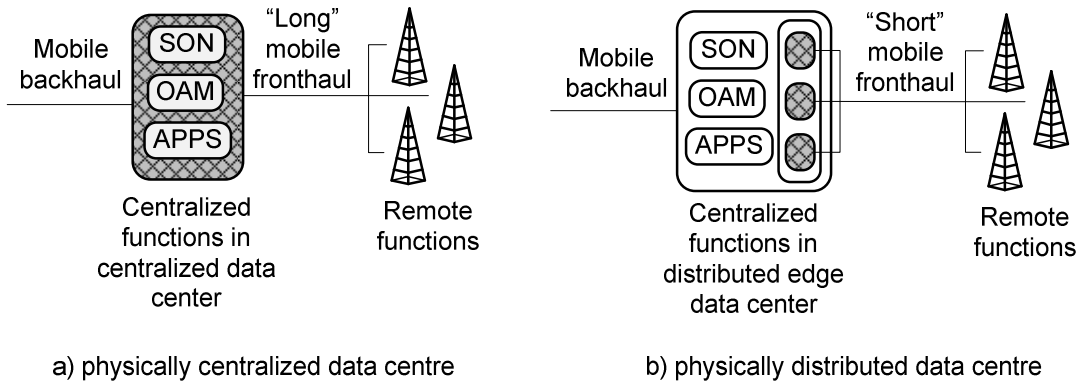 Mobile
backhaul
SON
OAM
APPS
“Long”
mobile
fronthaul
Centralized
functions in
centralized data
center
Remote
functions
a) physically centralized data centre
Mobile
backhaul
SON
OAM
APPS
“Short”
mobile
fronthaul
Centralized
functions in
distributed edge
data center
Remote
functions
b) physically distributed data centre